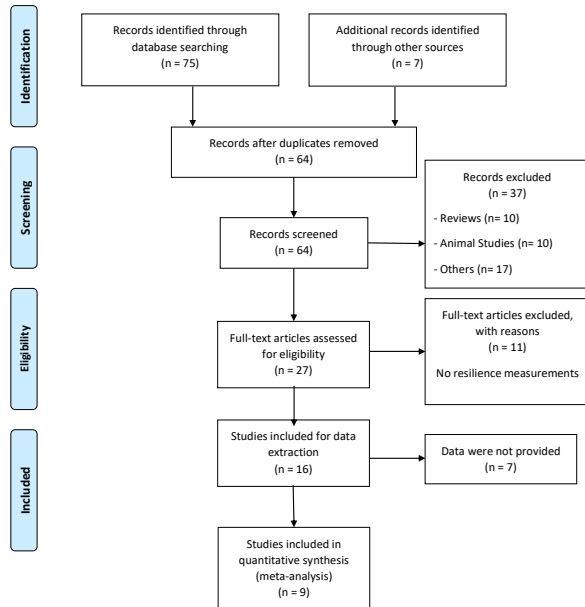 Identification
Records identified through
database searching
(n = 75)
Additional records identified
through other sources
(n = 7)
Records after duplicates removed
(n = 64)
Screening
Records screened
(n = 64)
Records excluded
(n = 37)
- Reviews (n= 10)
- Animal Studies (n= 10)
- Others (n= 17)
Eligibility
Full-text articles assessed
for eligibility
(n = 27)
Full-text articles excluded,
with reasons
(n = 11)
No resilience measurements
Included
Studies included for data
extraction
(n = 16)
Data were not provided
(n = 7)
Studies included in
quantitative synthesis
(meta-analysis)
(n = 9)